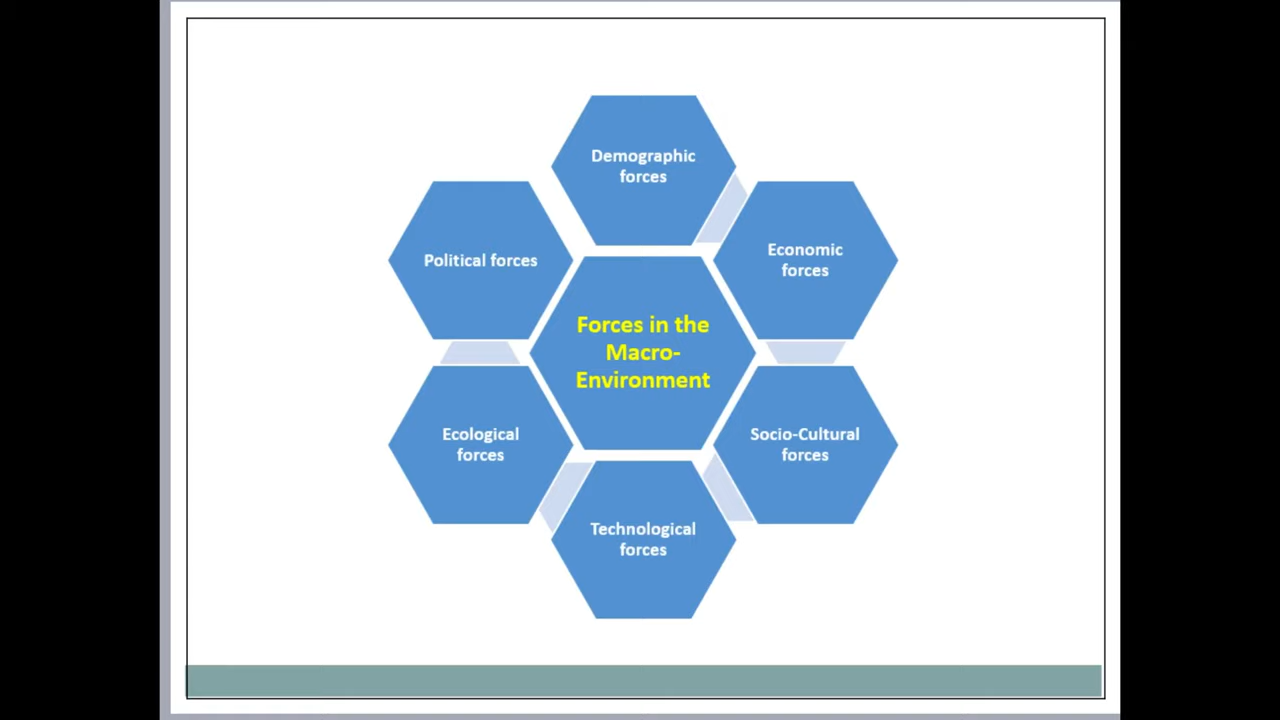 Demographic
forces
Economic
forces
Political forces
Forces in the
Macro-
Environment
Socio-Cultural
forces
Ecological
forces
Technological
forces